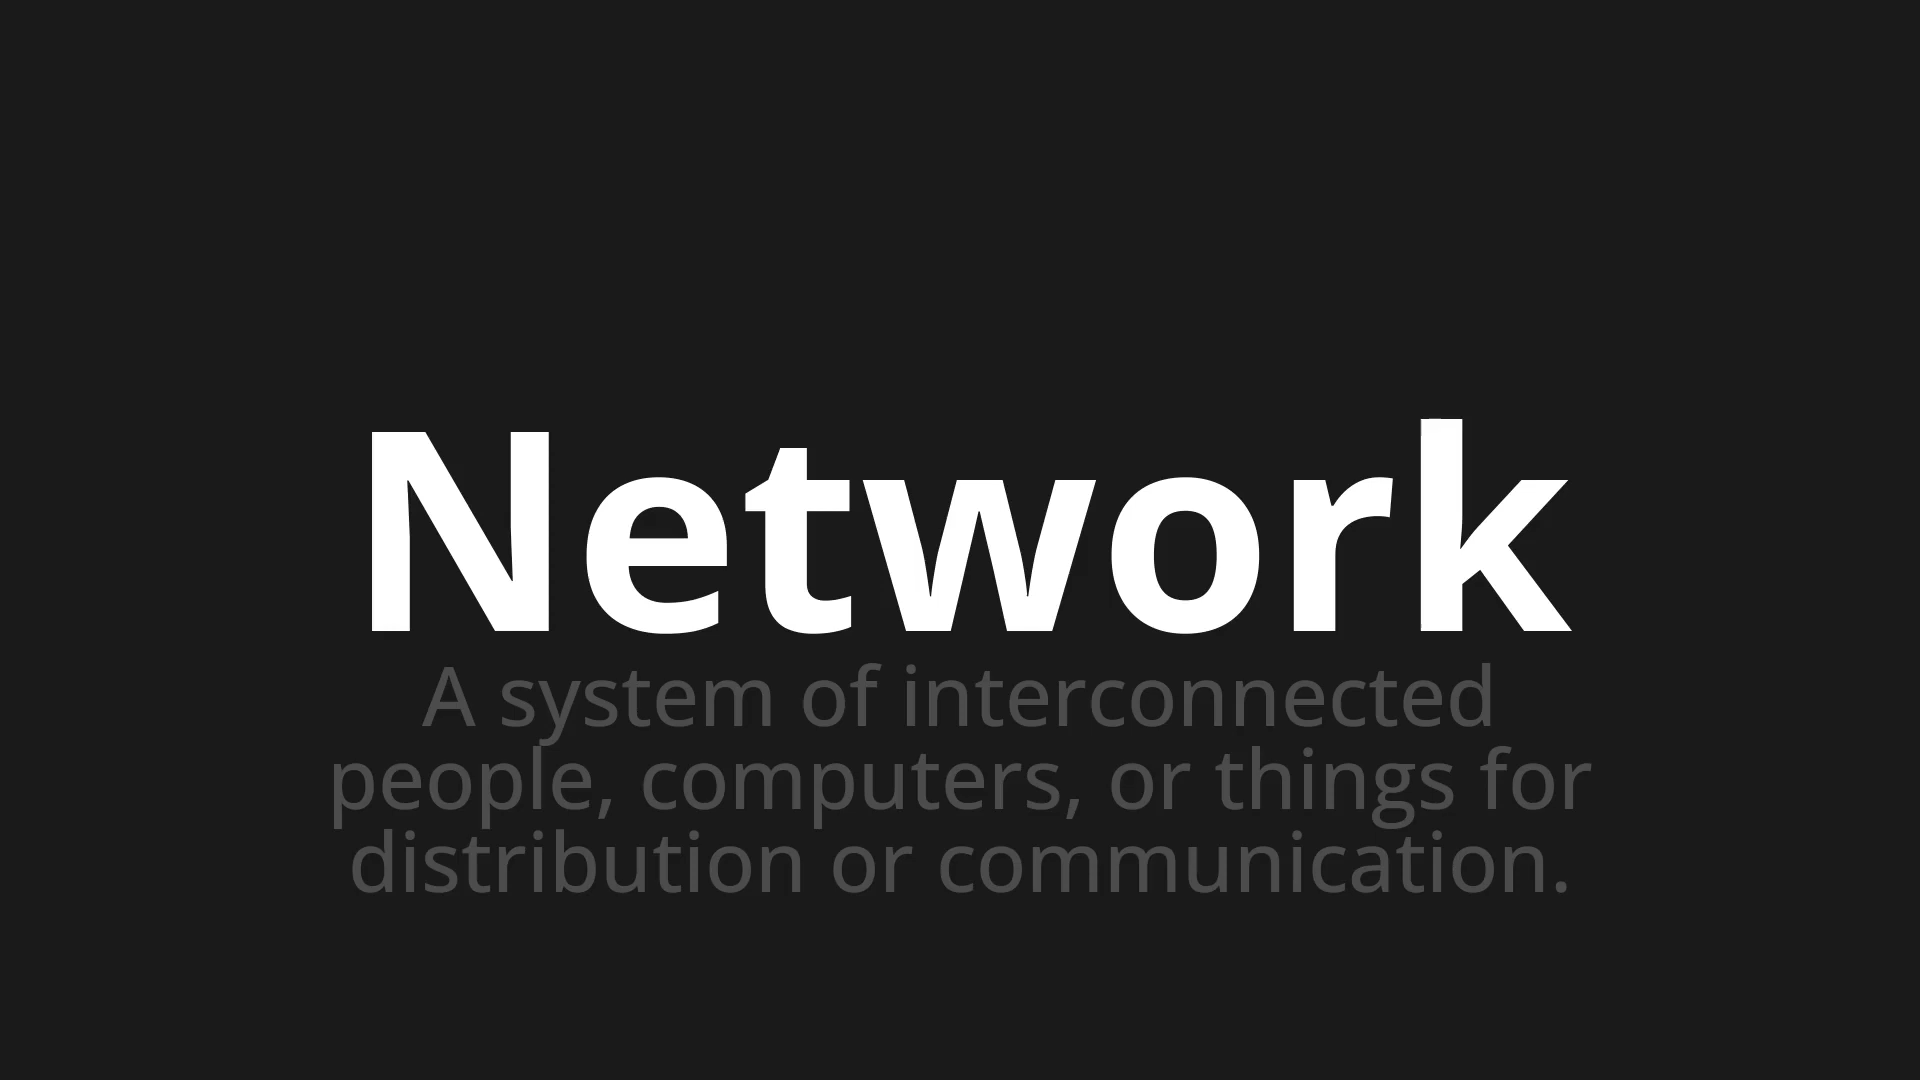 Network
A system of interconnected
people, computers, or things for
distribution or communication.